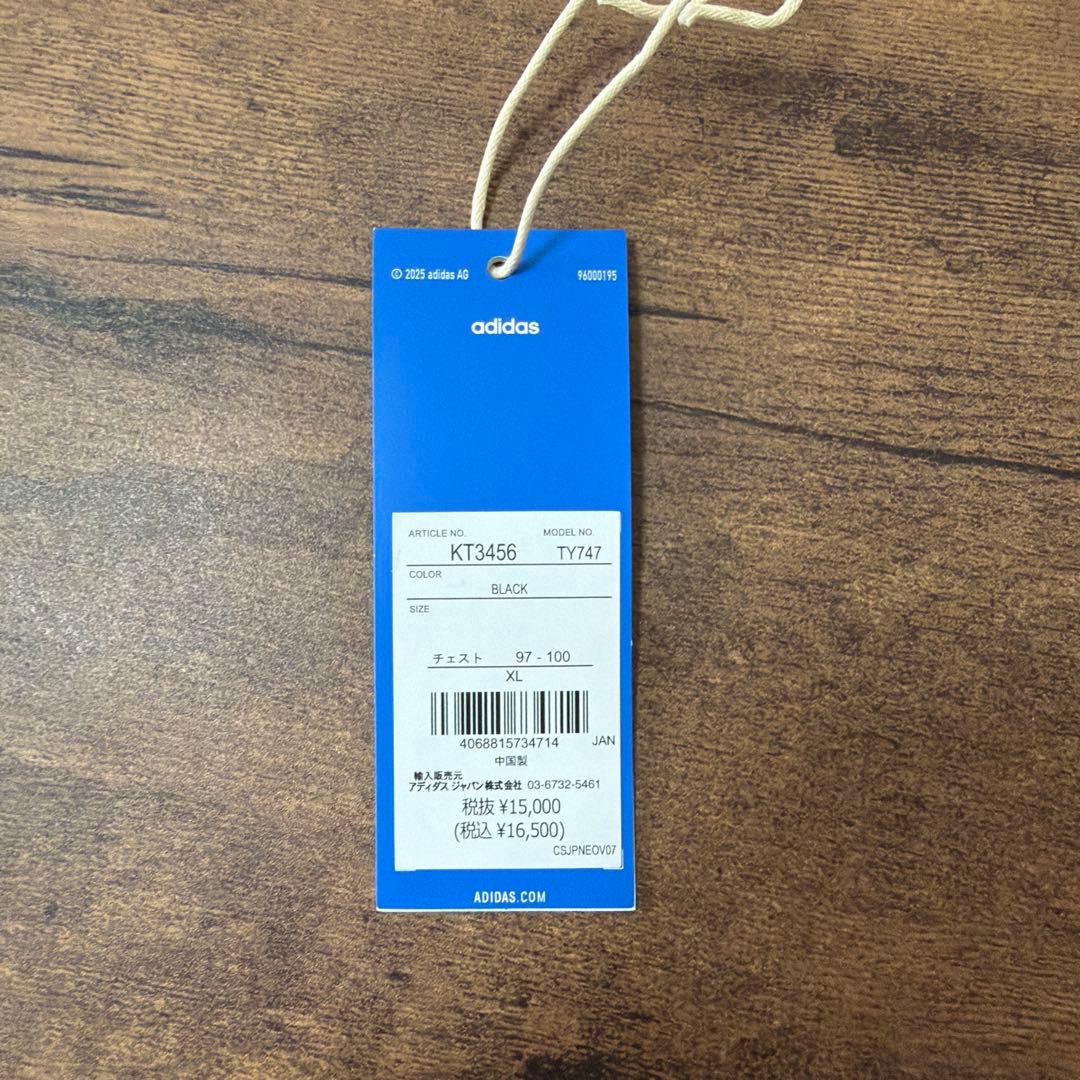 © 2025 adidas AG 96000195
adidas
ARTICLE NO. MODEL NO.
KT3456 TY747
COLOR
BLACK
SIZE
チェスト 97 - 100
XL
4068815734714 JAN
中国製
輸入販売元
アディダス ジャパン株式会社 03-6732-5461
税抜 ¥15,000
(税込 ¥16,500)
CSJPNEOV07
ADIDAS.COM